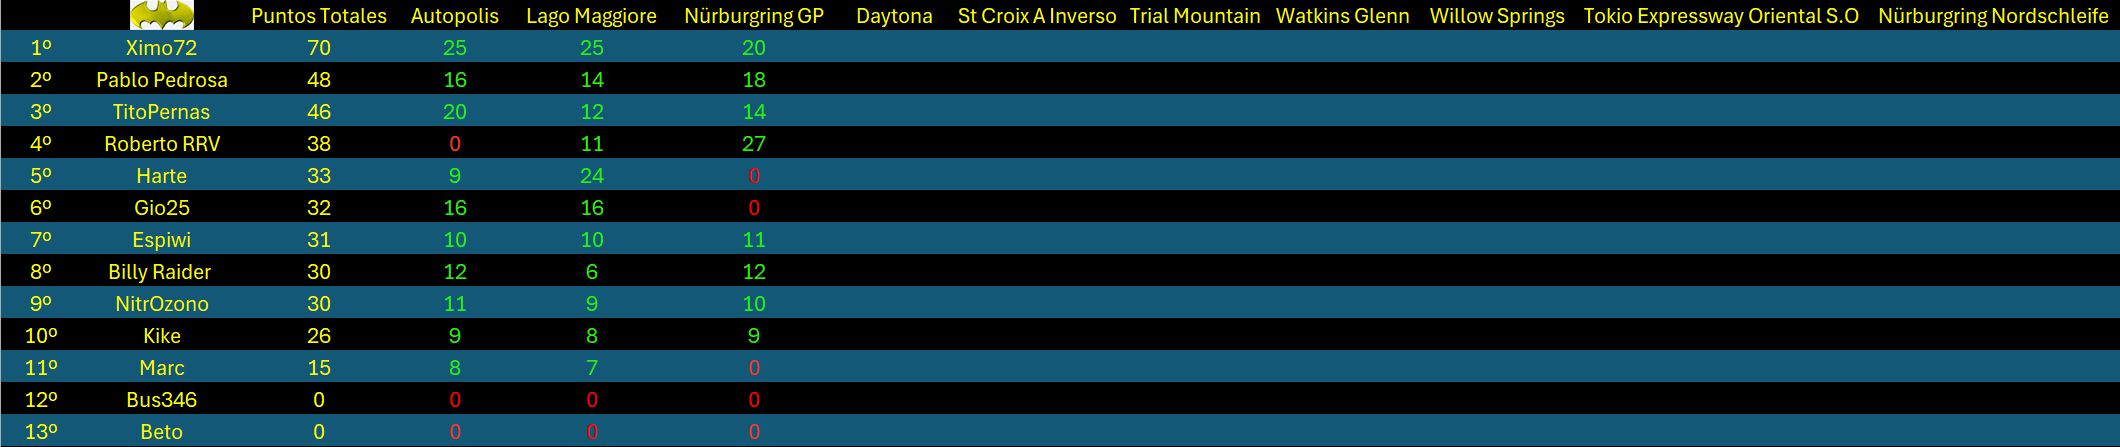 Puntos Totales Autopolis Lago Maggiore Nürburgring GP Daytona St Croix A Inverso Trial Mountain Watkins Glenn Willow Springs Tokio Expressway Oriental S.O Nürburgring Nordschleife
1º Ximo72 70 25 25 20
2º Pablo Pedrosa 48 16 14 18
3º TitoPernas 46 20 12 14
4º Roberto RRV 38 0 11 27
5º Harte 33 9 24 0
6º Gio25 32 16 16 0
7º Espiwi 31 10 10 11
8º Billy Raider 30 12 6 12
9º NitrOzono 30 11 9 10
10º Kike 26 9 8 9
11º Marc 15 8 7 0
12º Bus346 0 0 0 0
13º Beto 0 0 0 0